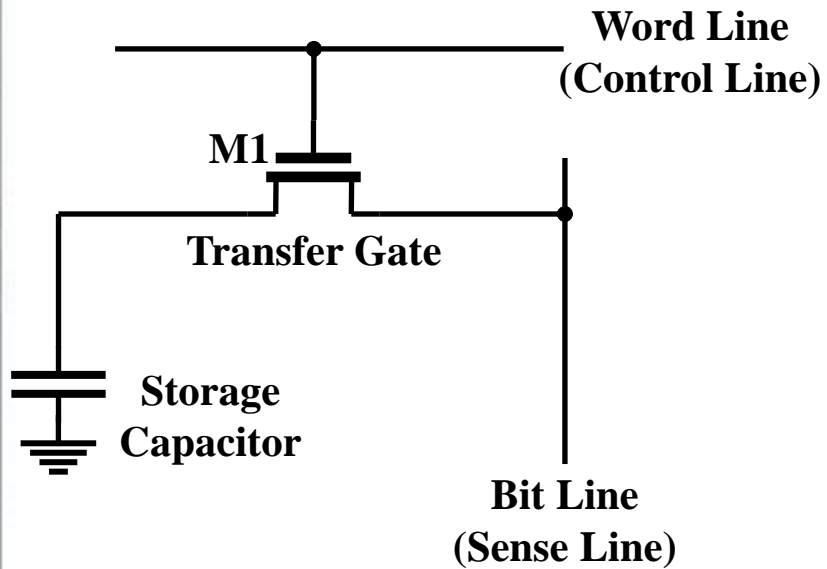 Word Line
(Control Line)
M1
Transfer Gate
Storage
Capacitor
Bit Line
(Sense Line)